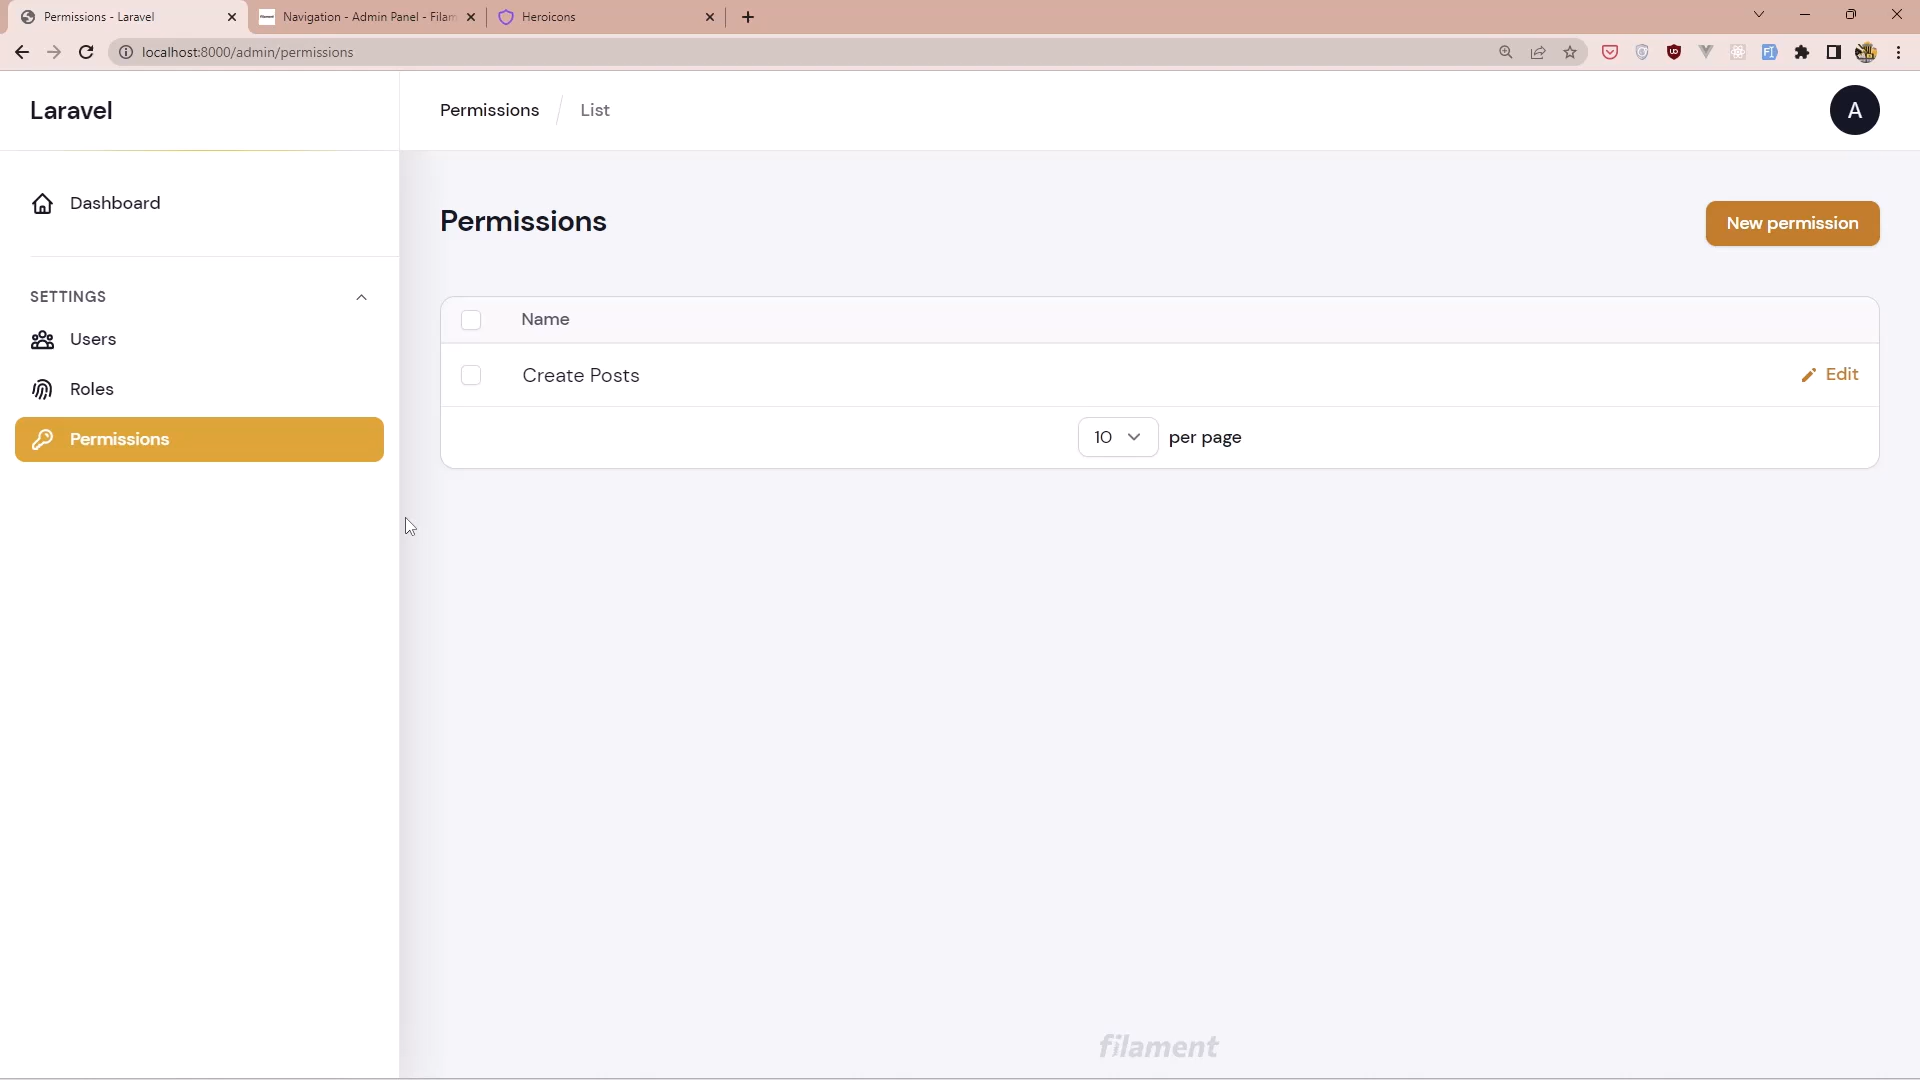 Permissions - Laravel
Navigation - Admin Panel - Filam
Heroicons
localhost:8000/admin/permissions
Laravel
Permissions / List
A
Dashboard
SETTINGS
Users
Roles
Permissions
Permissions
New permission
Name
Create Posts
Edit
10 per page
filament